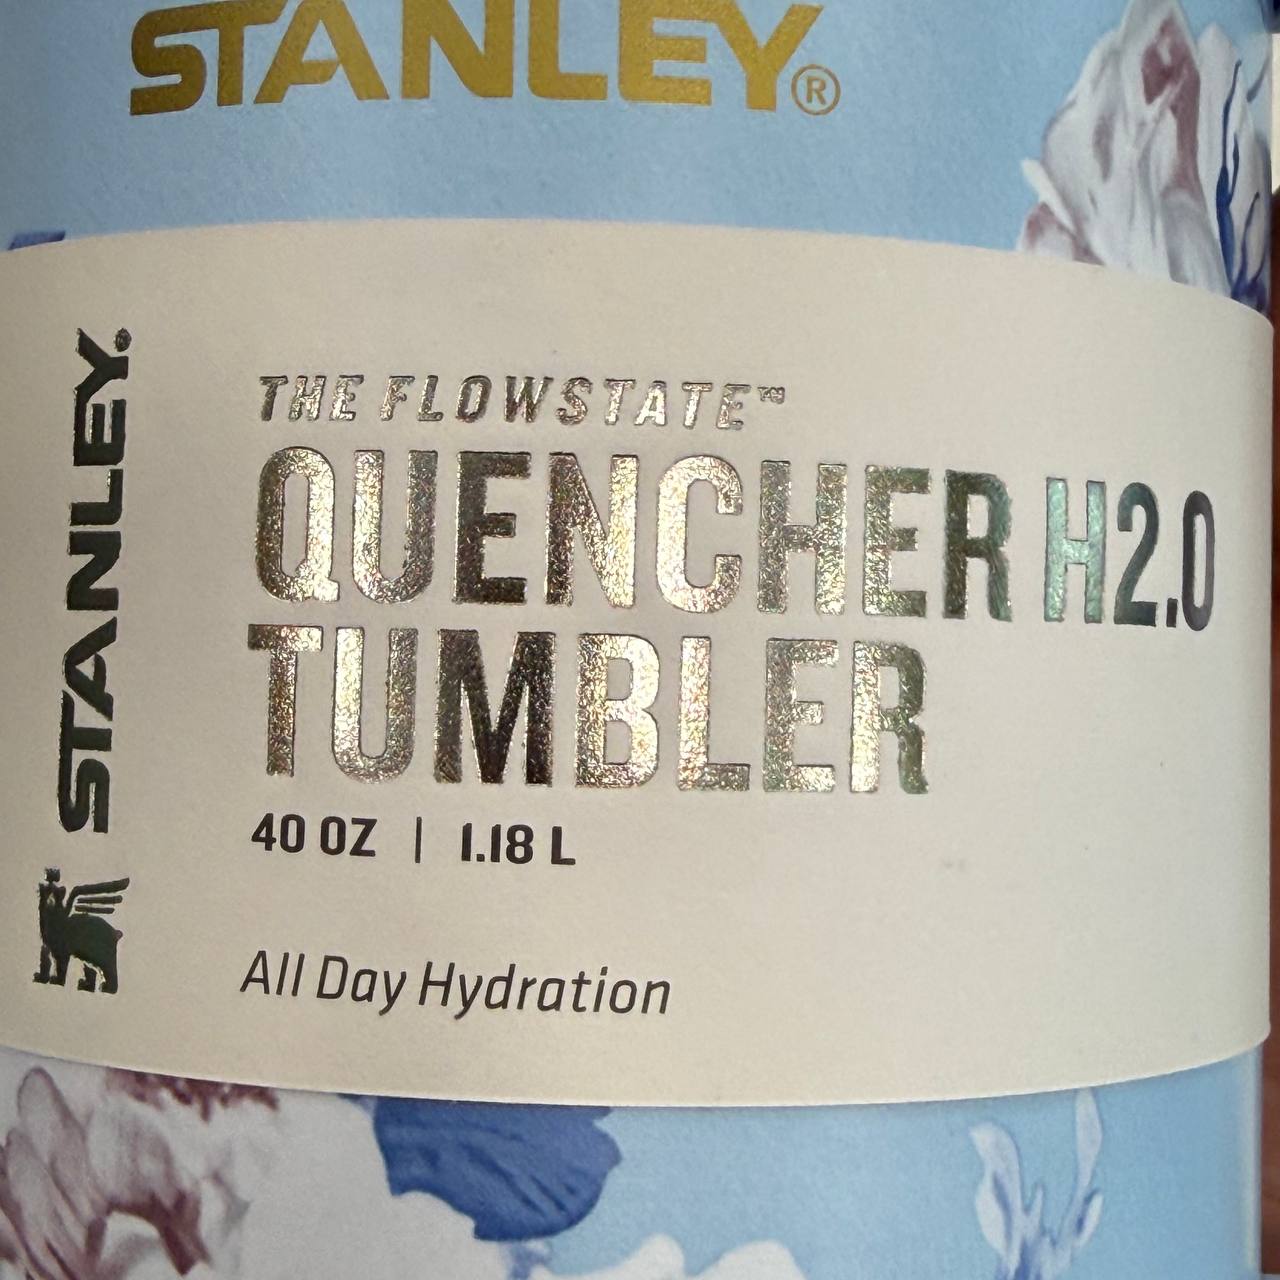 STANLEY®
STANLEY®
THE FLOWSTATE™
QUENCHER H2.0
TUMBLER
40 OZ | 1.18 L
All Day Hydration